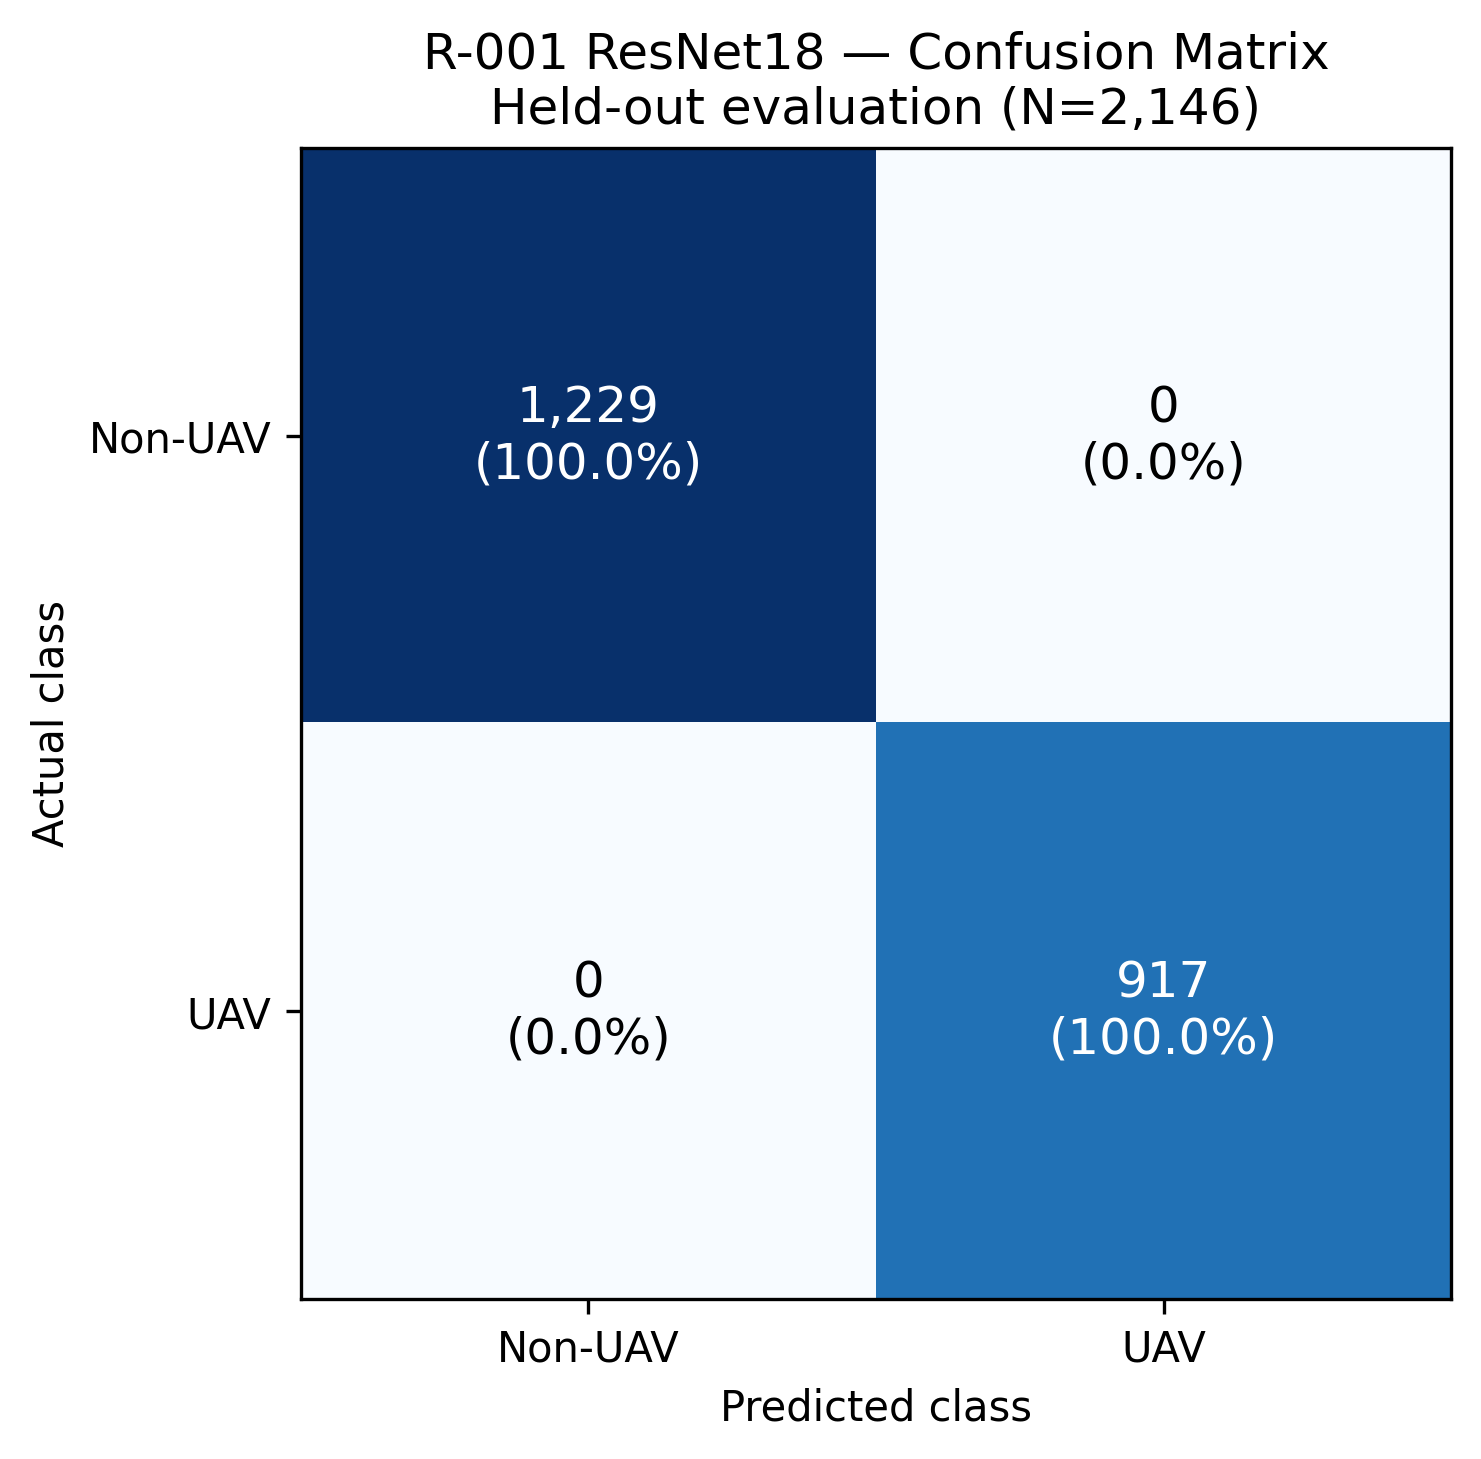 R-001 ResNet18 — Confusion Matrix
Held-out evaluation (N=2,146)
Actual class
Non-UAV
1,229
(100.0%)
0
(0.0%)
UAV
0
(0.0%)
917
(100.0%)
Non-UAV
UAV
Predicted class